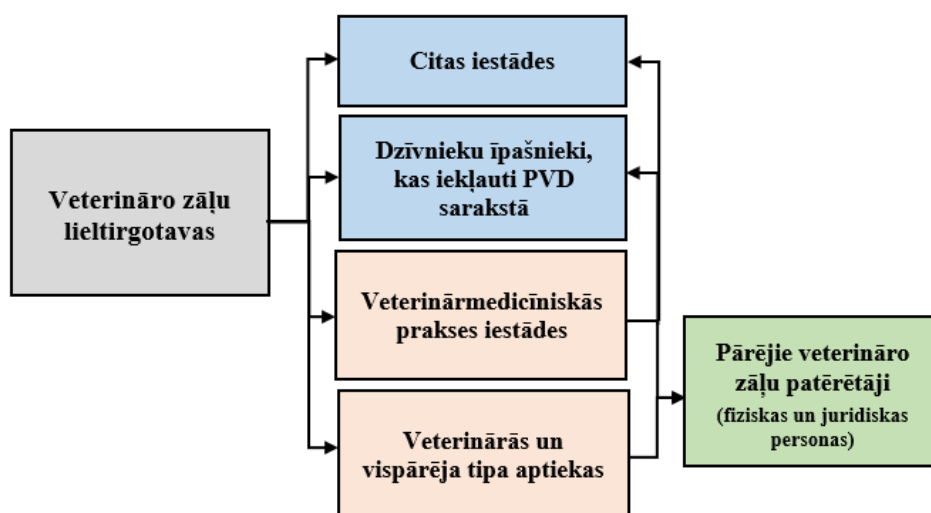 Citas iestādes
Dzīvnieku īpašnieki,
kas iekļauti PVD
sarakstā
Veterināro zāļu
lieltirgotavas
Veterinārmedicīniskās
prakses iestādes
Pārējie veterināro
zāļu patērētāji
(fiziskas un juridiskas
personas)
Veterinārās un
vispārēja tipa aptiekas